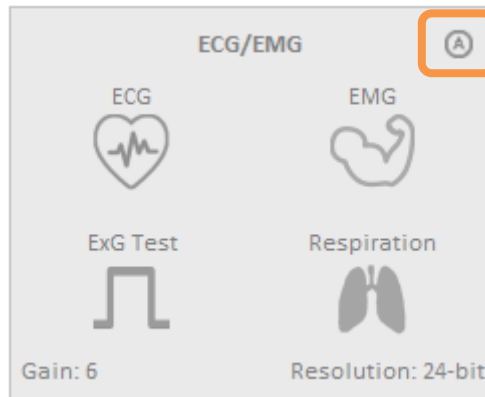 ECG/EMG A
ECG EMG
ExG Test Respiration
Gain: 6 Resolution: 24-bit